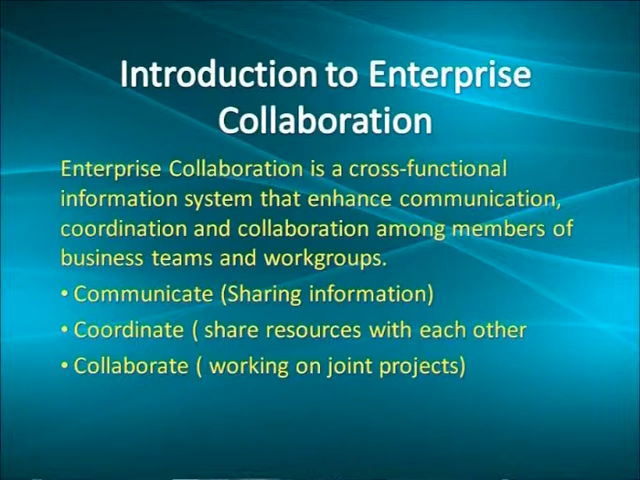 Introduction to Enterprise
Collaboration
Enterprise Collaboration is a cross-functional
information system that enhance communication,
coordination and collaboration among members of
business teams and workgroups.
• Communicate (Sharing information)
• Coordinate ( share resources with each other
• Collaborate ( working on joint projects)